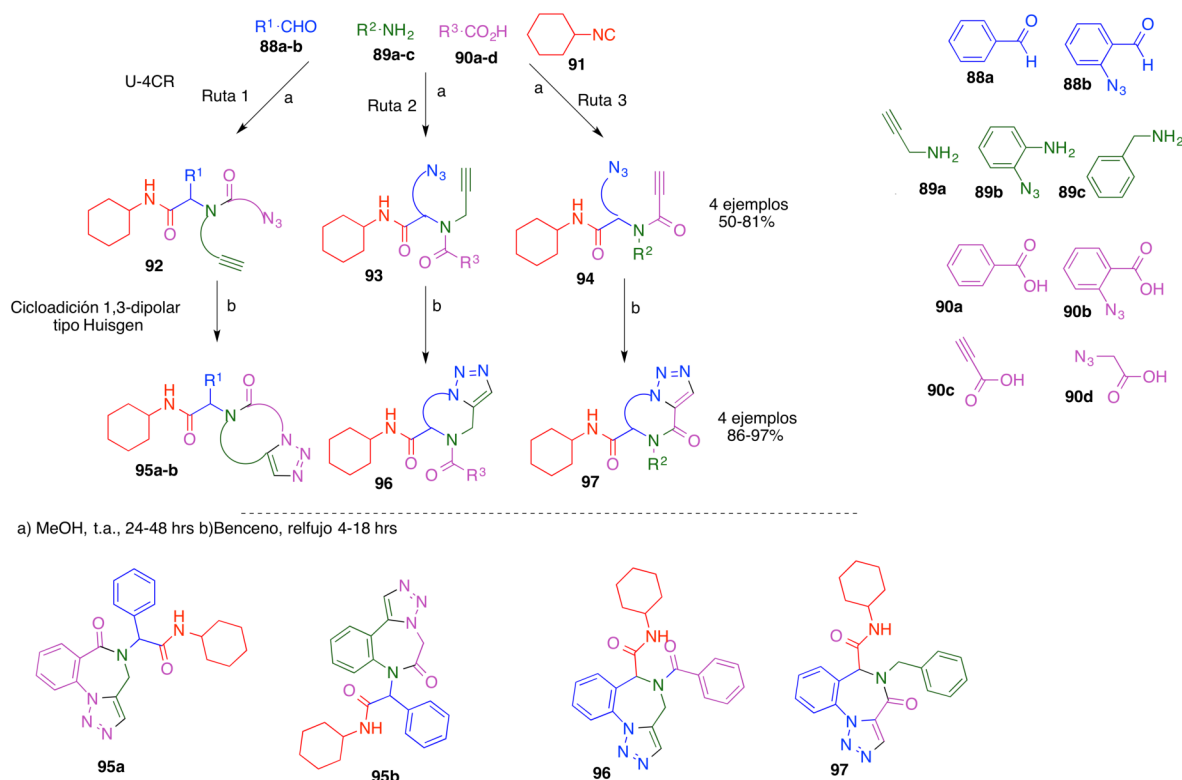 R¹·CHO
88a-b
R²·NH₂
89a-c
R³·CO₂H
90a-d
NC
91
U-4CR
Ruta 1
a
Ruta 2
a
a
Ruta 3
H
N
R¹
O
N
O
N₃
92
N₃
H
N
O
N
O
R³
93
N₃
H
N
O
N
R²
O
94
4 ejemplos
50-81%
Cicloadición 1,3-dipolar
tipo Huisgen
b
b
b
H
N
R¹
O
N
O
N
N
N
95a-b
N=N
N
H
N
O
N
O
R³
96
N=N
N
H
N
O
N
R²
O
97
4 ejemplos
86-97%
a) MeOH, t.a., 24-48 hrs b)Benceno, relfujo 4-18 hrs
O
N
H
N
O
N
N=N
95a
N
N
N
N
O
O
NH
95b
O
NH
O
N
N
N=N
96
O
NH
N
O
N
N=N
97
O
H
88a
O
H
N₃
88b
NH₂
89a
NH₂
N₃
89b
NH₂
89c
O
OH
90a
O
OH
N₃
90b
OH
O
90c
N₃
OH
O
90d